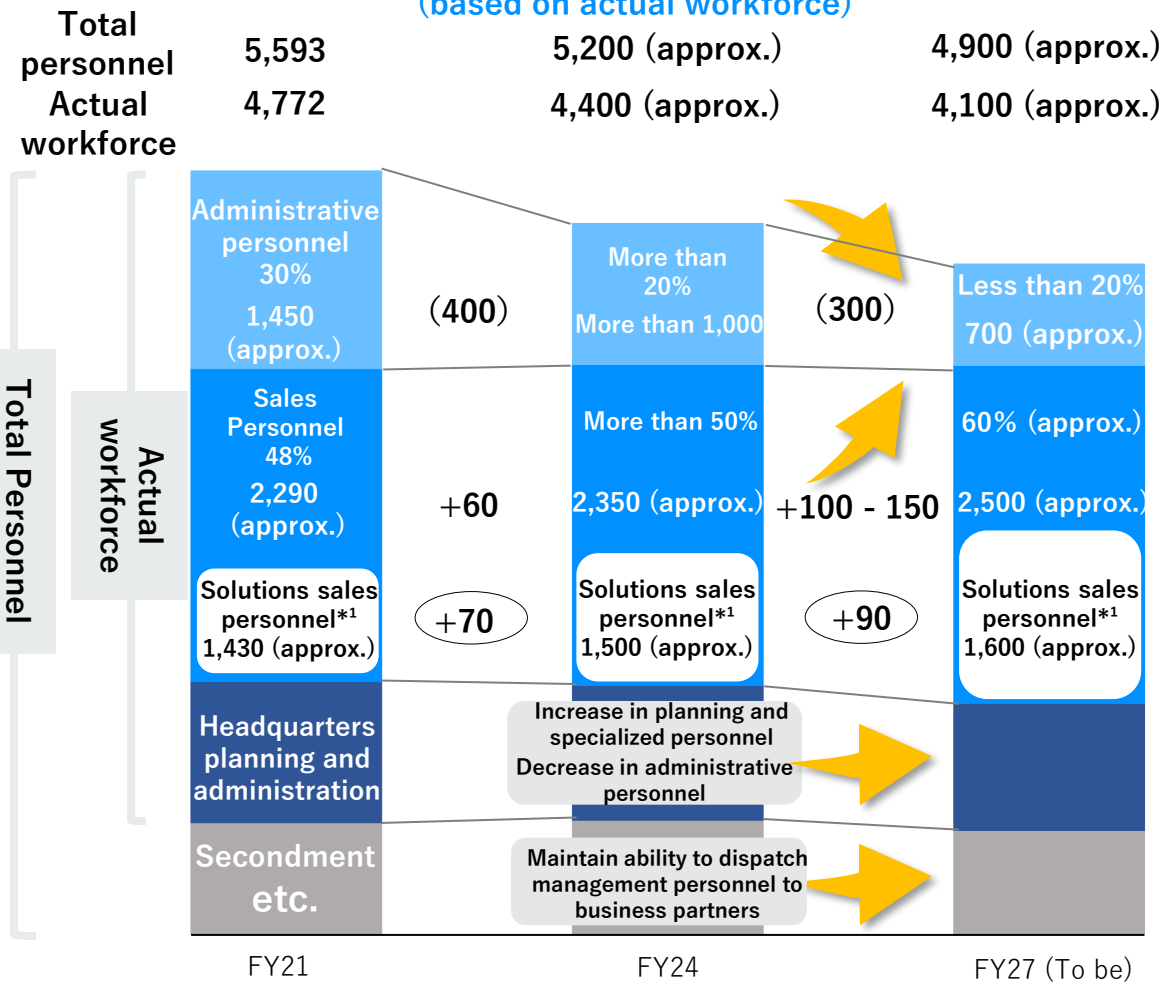 (based on actual workforce)
Total
personnel
5,593
5,200 (approx.)
4,900 (approx.)
Actual
workforce
4,772
4,400 (approx.)
4,100 (approx.)
Total Personnel
Actual
workforce
Administrative
personnel
30%
1,450
(approx.)
(400)
More than
20%
More than 1,000
(300)
Less than 20%
700 (approx.)
Sales
Personnel
48%
2,290
(approx.)
+60
More than 50%
2,350 (approx.)
+100 - 150
60% (approx.)
2,500 (approx.)
Solutions sales
personnel*1
1,430 (approx.)
+70
Solutions sales
personnel*1
1,500 (approx.)
+90
Solutions sales
personnel*1
1,600 (approx.)
Headquarters
planning and
administration
Increase in planning and
specialized personnel
Decrease in administrative
personnel
Secondment
etc.
Maintain ability to dispatch
management personnel to
business partners
FY21
FY24
FY27 (To be)